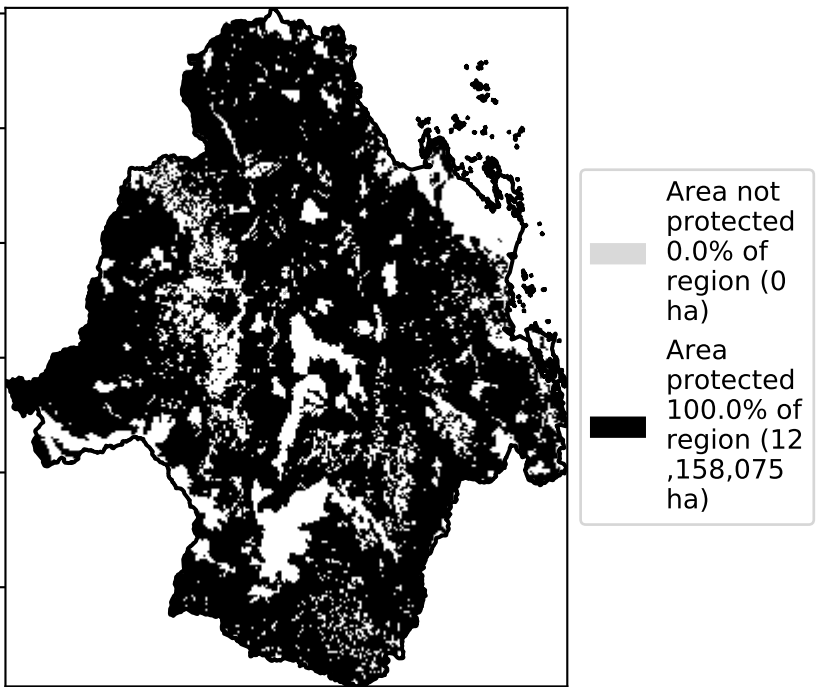 Area not
protected
0.0% of
region (0
ha)
Area
protected
100.0% of
region (12
,158,075
ha)